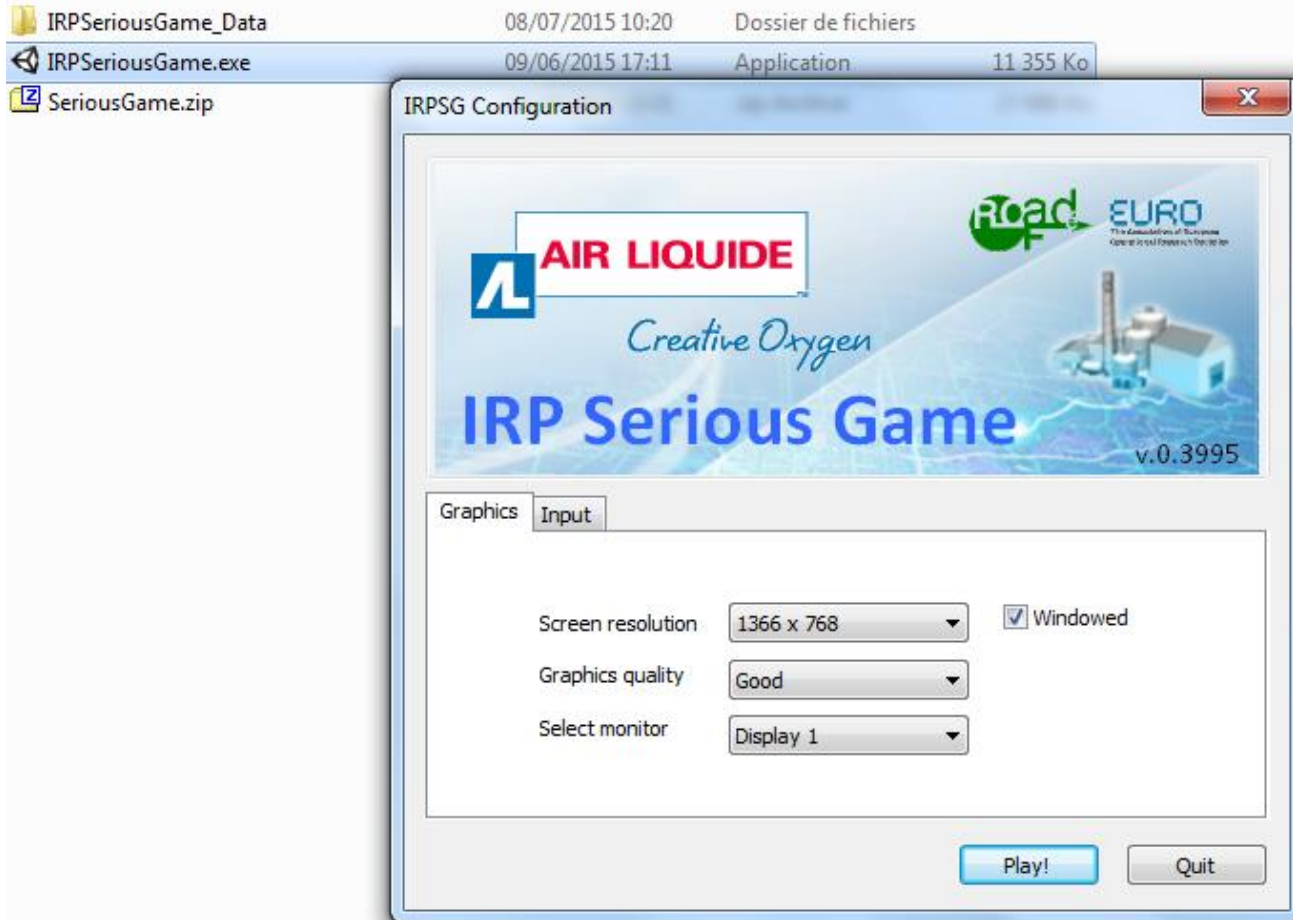 IRPSeriousGame_Data 08/07/2015 10:20 Dossier de fichiers
IRPSeriousGame.exe 09/06/2015 17:11 Application 11 355 Ko
SeriousGame.zip
IRPSG Configuration
ROad
F
EURO
AIR LIQUIDE
Creative Oxygen
IRP Serious Game
v.0.3995
Graphics Input
Screen resolution 1366 x 768 Windowed
Graphics quality Good
Select monitor Display 1
Play! Quit